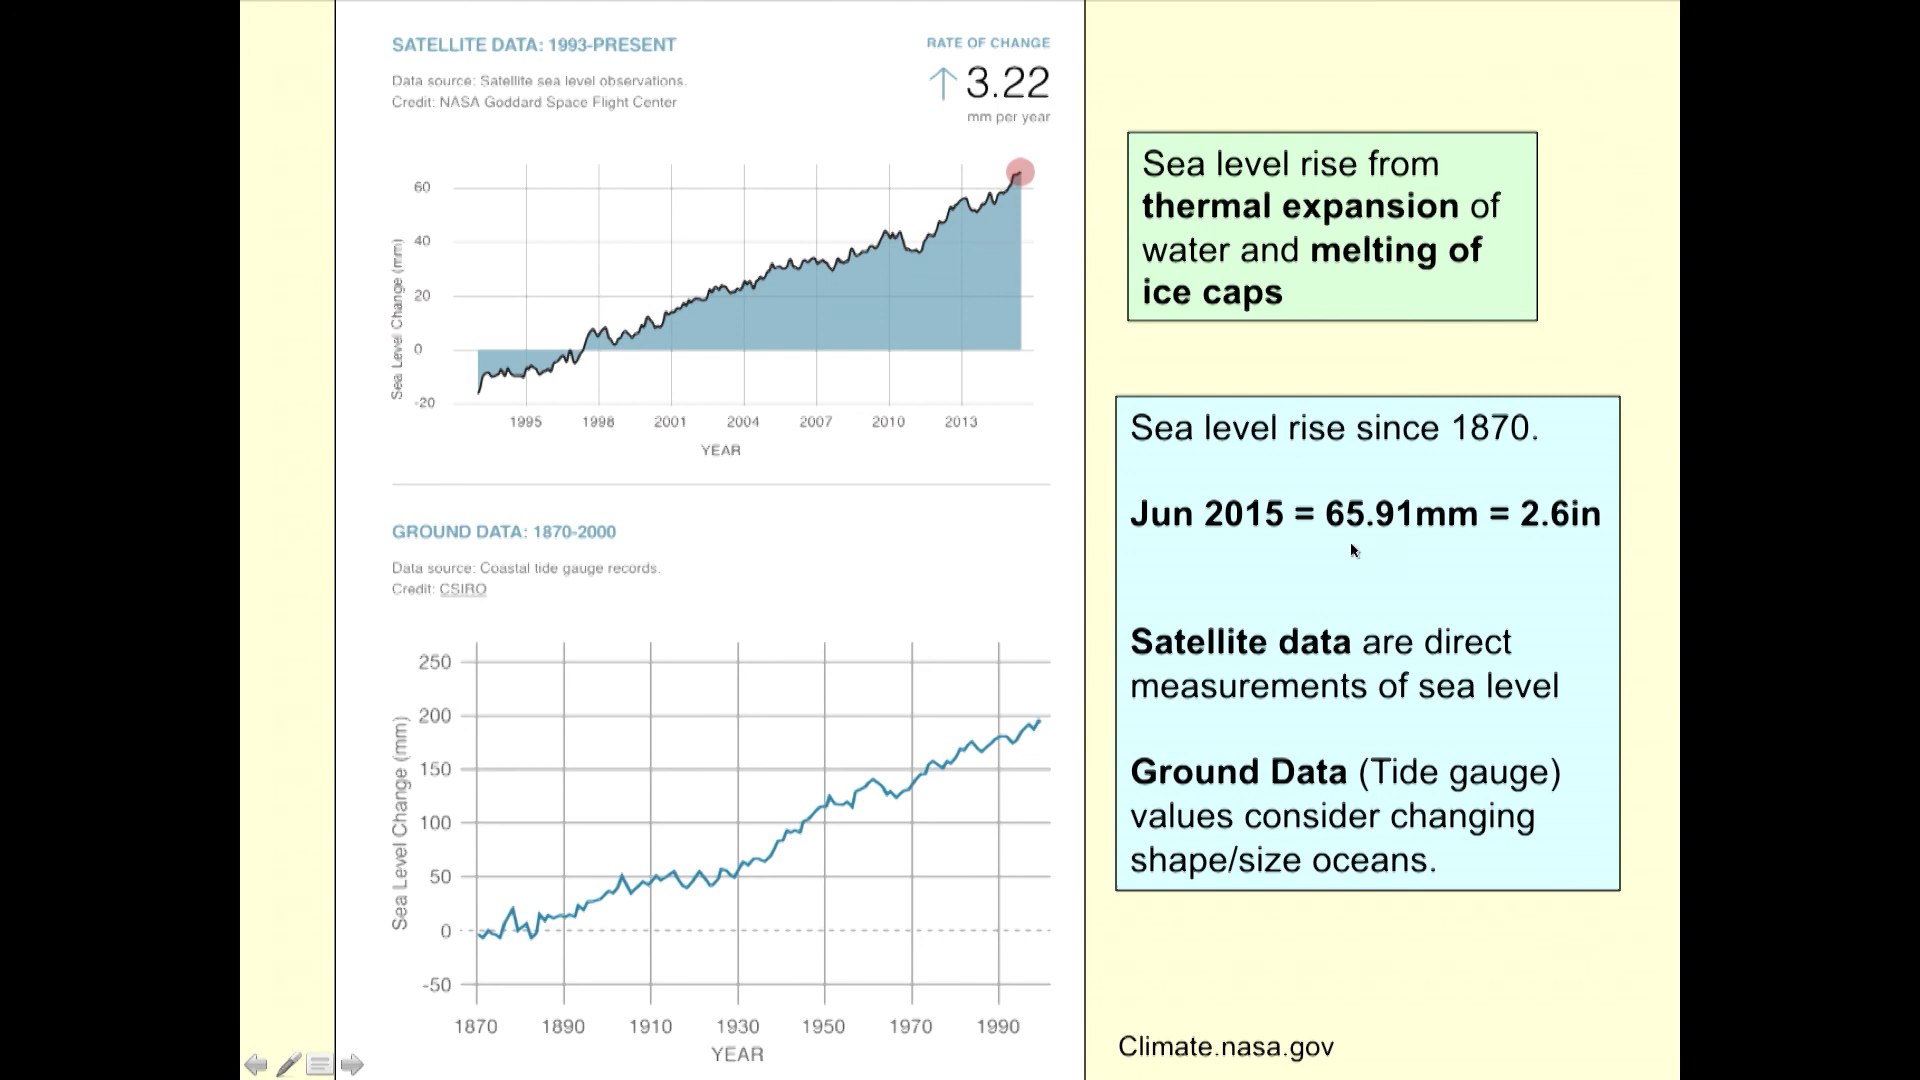 SATELLITE DATA: 1993-PRESENT
Data source: Satellite sea level observations.
Credit: NASA Goddard Space Flight Center
RATE OF CHANGE
↑ 3.22
mm per year
Sea Level Change (mm)
60
40
20
0
-20
1995 1998 2001 2004 2007 2010 2013
YEAR
GROUND DATA: 1870-2000
Data source: Coastal tide gauge records.
Credit: CSIRO
Sea Level Change (mm)
250
200
150
100
50
0
-50
1870 1890 1910 1930 1950 1970 1990
YEAR
Sea level rise from
thermal expansion of
water and melting of
ice caps
Sea level rise since 1870.
Jun 2015 = 65.91mm = 2.6in
Satellite data are direct
measurements of sea level
Ground Data (Tide gauge)
values consider changing
shape/size oceans.
Climate.nasa.gov